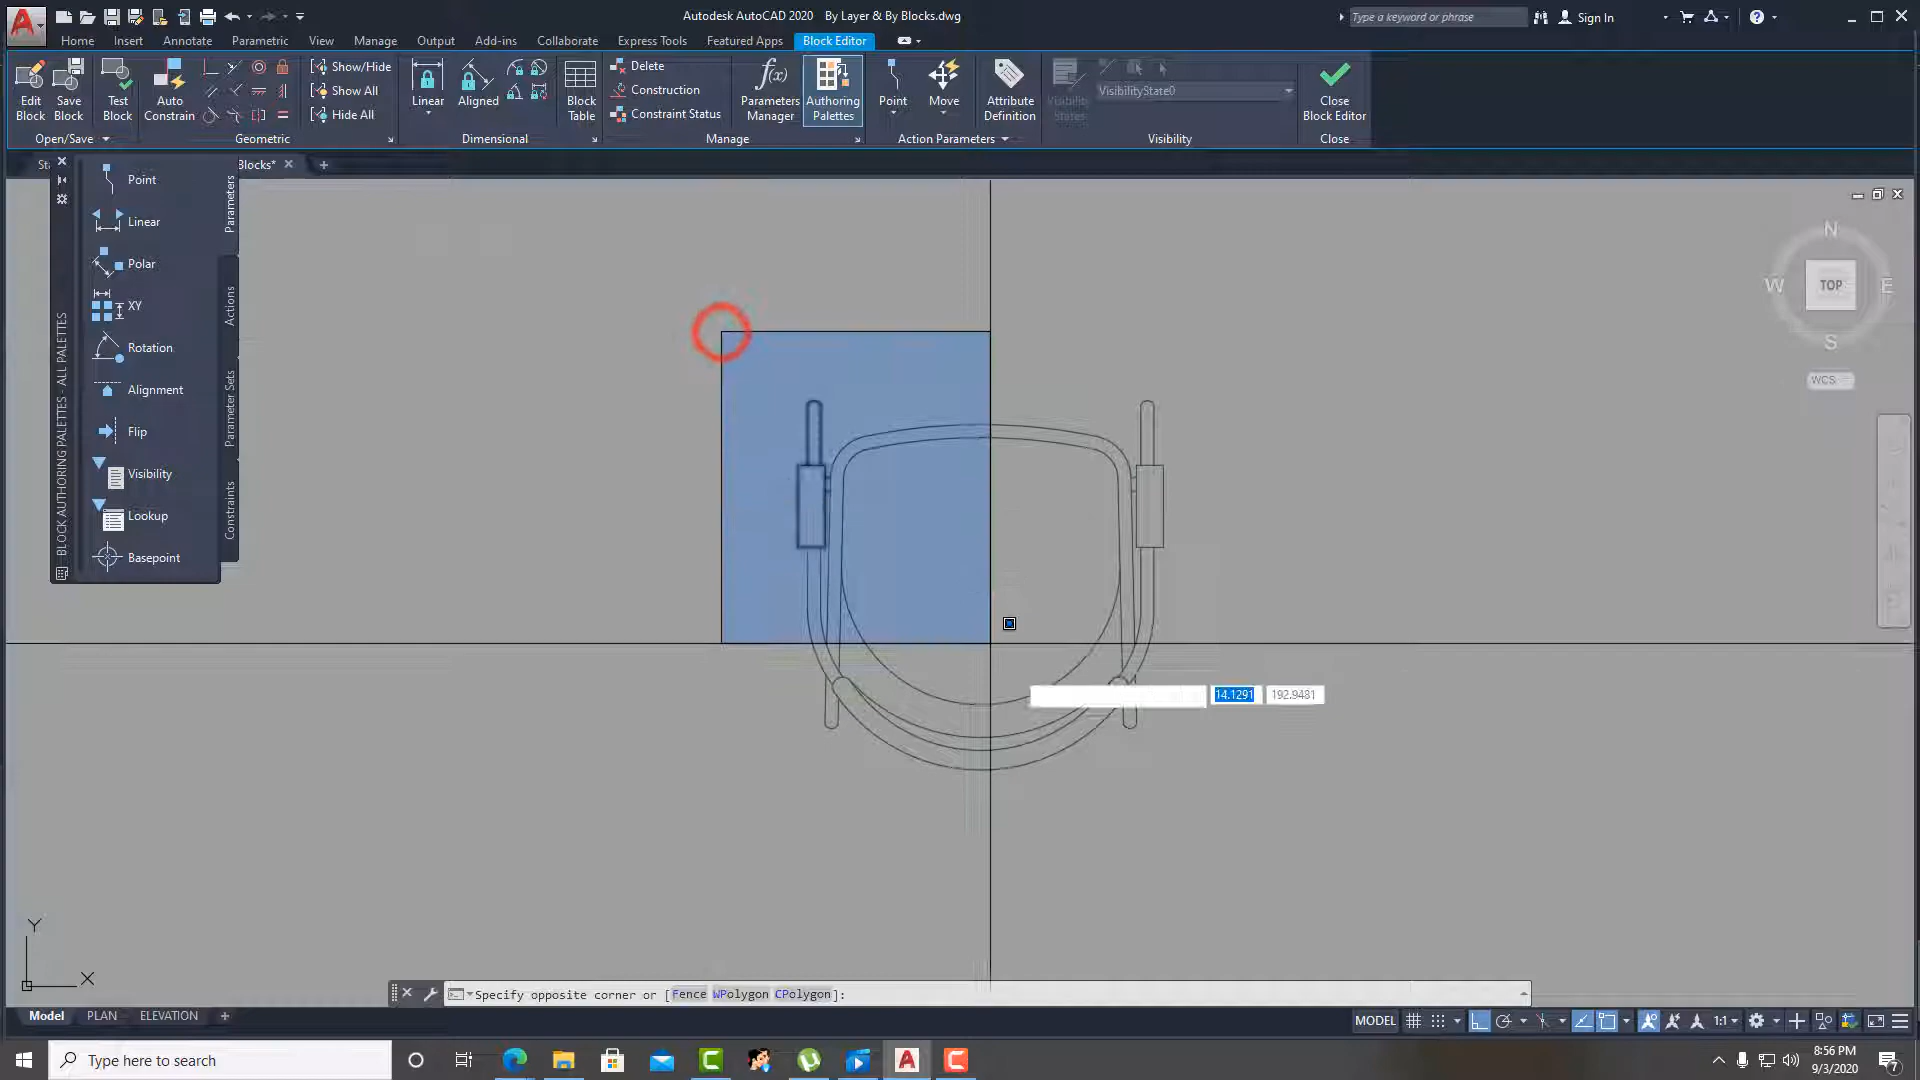 Autodesk AutoCAD 2020 By Layer & By Blocks.dwg
Type a keyword or phrase
Sign In
Home Insert Annotate Parametric View Manage Output Add-ins Collaborate Express Tools Featured Apps Block Editor
Edit Block
Save Block
Test Block
Auto Constrain
Show/Hide
Show All
Hide All
Linear
Aligned
Block Table
Delete
Construction
Constraint Status
Parameters Manager
Authoring Palettes
Point
Move
Attribute Definition
Visibility States
VisibilityState0
Close Block Editor
Open/Save Geometric Dimensional Manage Action Parameters Visibility Close
Blocks*
Point
Linear
Polar
XY
Rotation
Alignment
Flip
Visibility
Lookup
Basepoint
Parameters
Actions
Parameter Sets
Constraints
BLOCK AUTHORING PALETTES - ALL PALETTES
N
W TOP E
S
WCS
14.1291 192.9481
Y
X
Specify opposite corner or [Fence WPolygon CPolygon]:
Model PLAN ELEVATION
MODEL
1:1
Type here to search
8:56 PM
9/3/2020
7